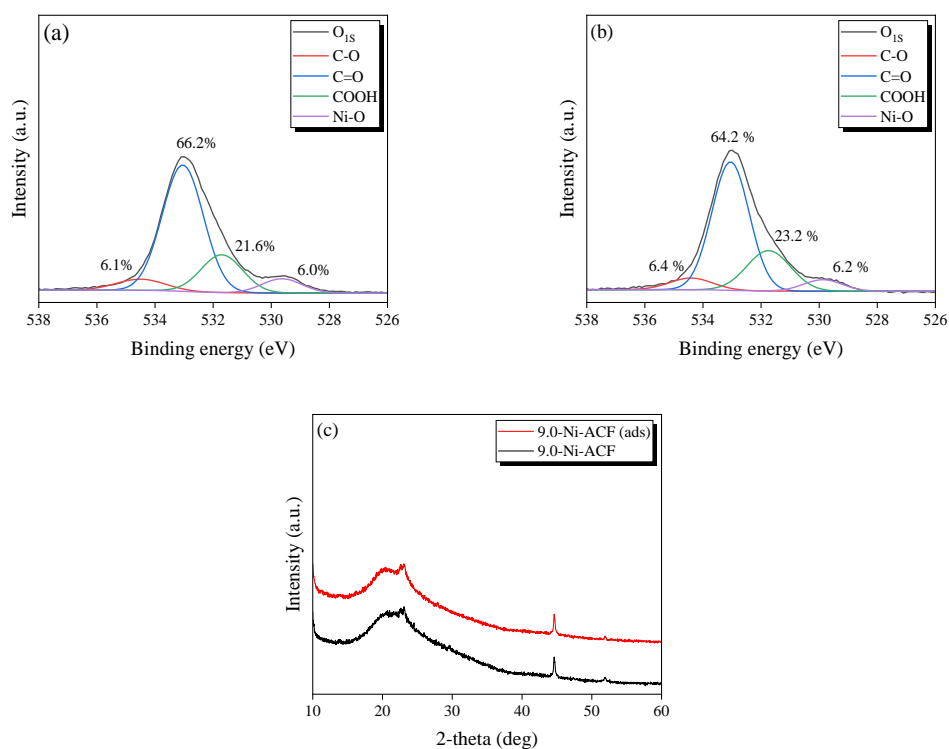 (a)
O1S
C-O
C=O
COOH
Ni-O
66.2%
21.6%
6.1%
6.0%
Intensity (a.u.)
538 536 534 532 530 528 526
Binding energy (eV)
(b)
O1S
C-O
C=O
COOH
Ni-O
64.2 %
23.2 %
6.4 %
6.2 %
Intensity (a.u.)
538 536 534 532 530 528 526
Binding energy (eV)
(c)
9.0-Ni-ACF (ads)
9.0-Ni-ACF
Intensity (a.u.)
10 20 30 40 50 60
2-theta (deg)